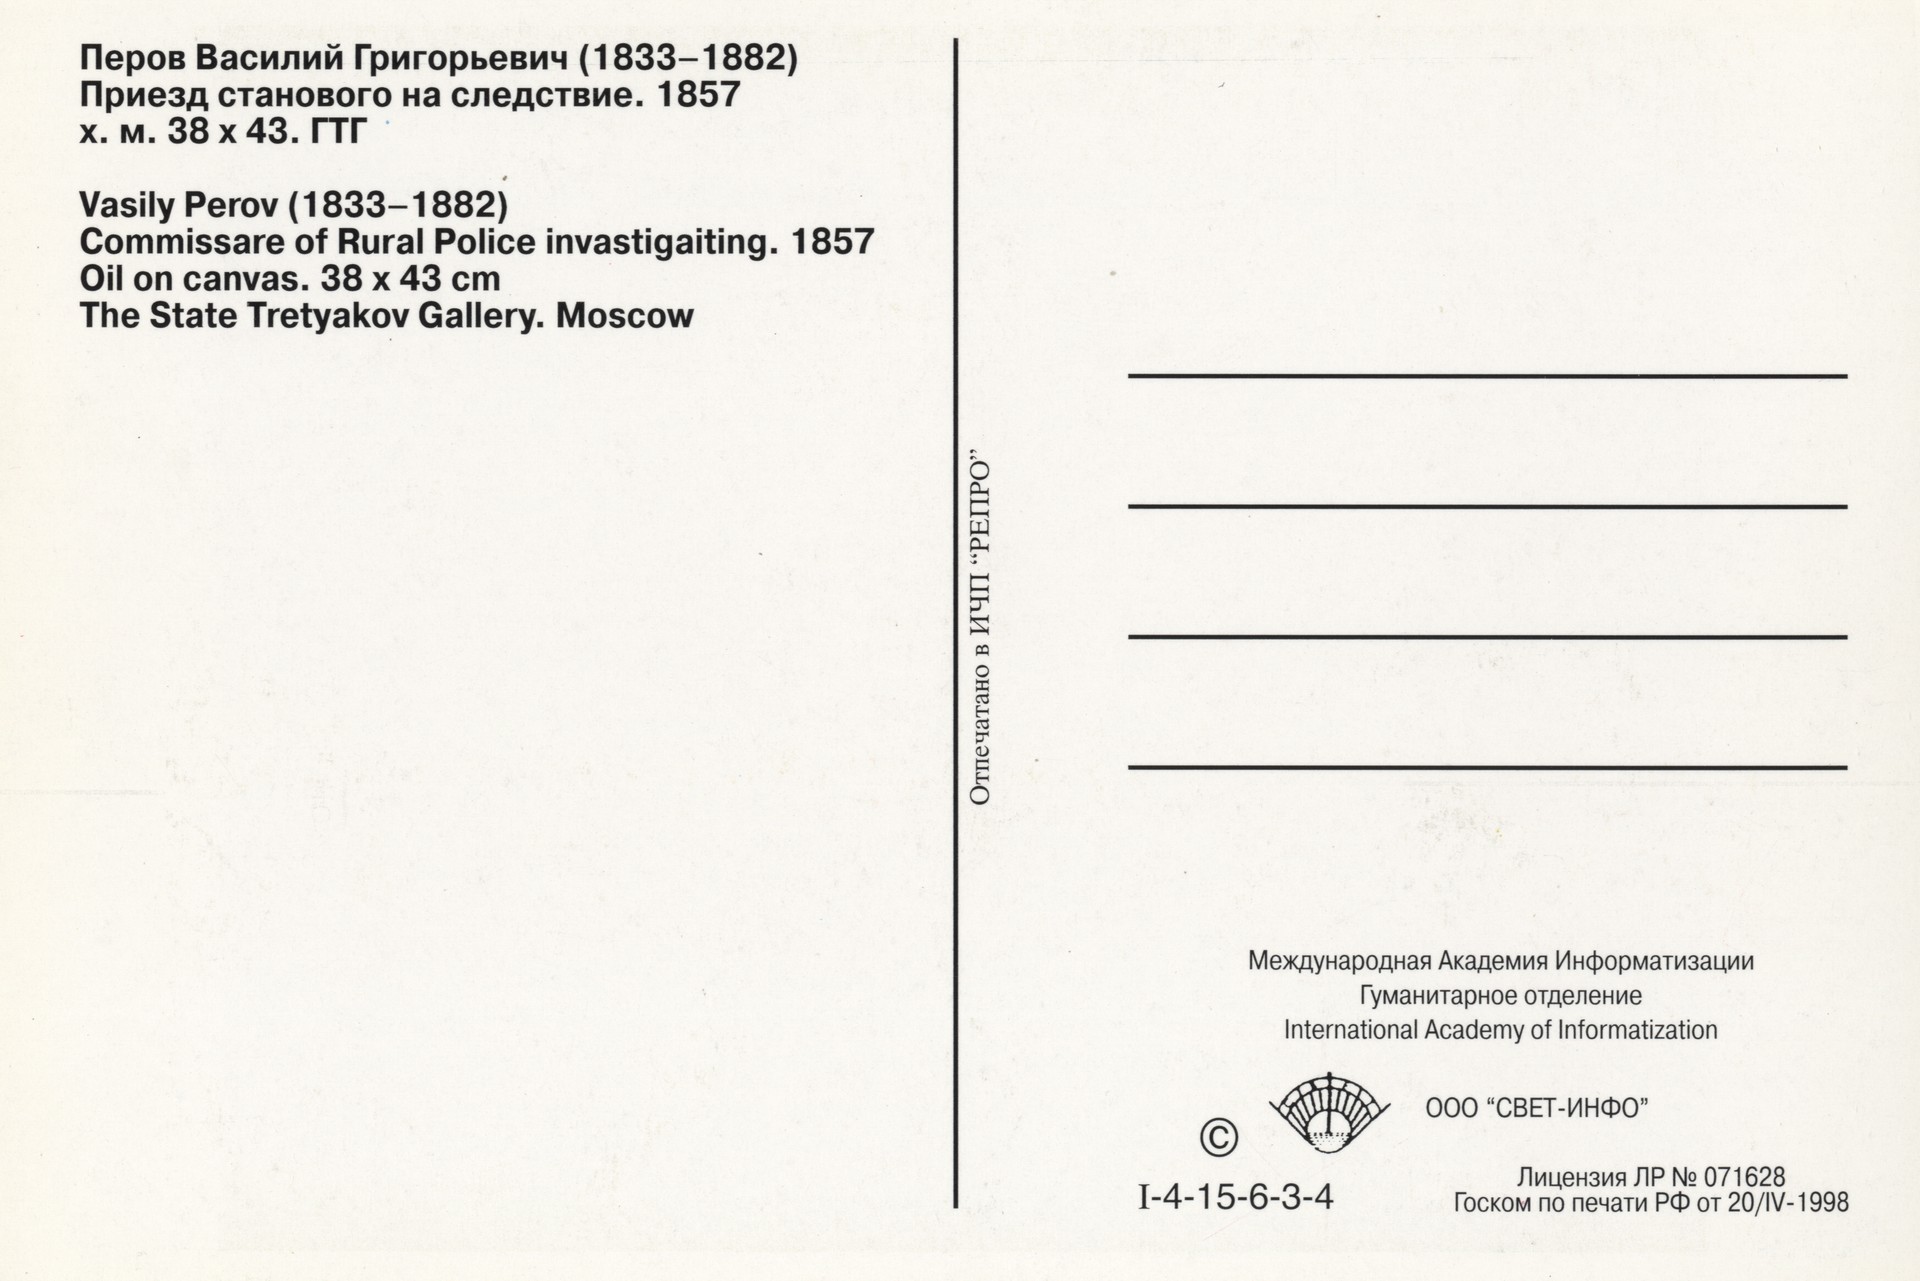 Перов Василий Григорьевич (1833–1882)
Приезд станового на следствие. 1857
х. м. 38 х 43. ГТГ
Vasily Perov (1833–1882)
Commissare of Rural Police invastigaiting. 1857
Oil on canvas. 38 x 43 cm
The State Tretyakov Gallery. Moscow
Отпечатано в ИЧП “РЕПРО”
Международная Академия Информатизации
Гуманитарное отделение
International Academy of Informatization
© ООО “СВЕТ-ИНФО”
I-4-15-6-3-4
Лицензия ЛР № 071628
Госком по печати РФ от 20/IV-1998